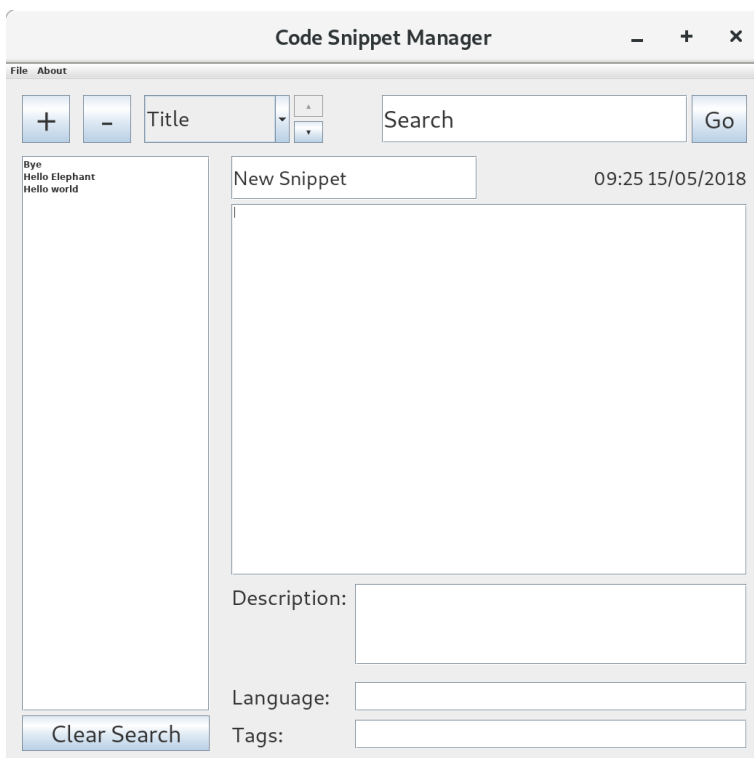 Code Snippet Manager
File About
+ - Title Search Go
Bye
Hello Elephant
Hello world
New Snippet 09:25 15/05/2018
Description:
Language:
Clear Search Tags: